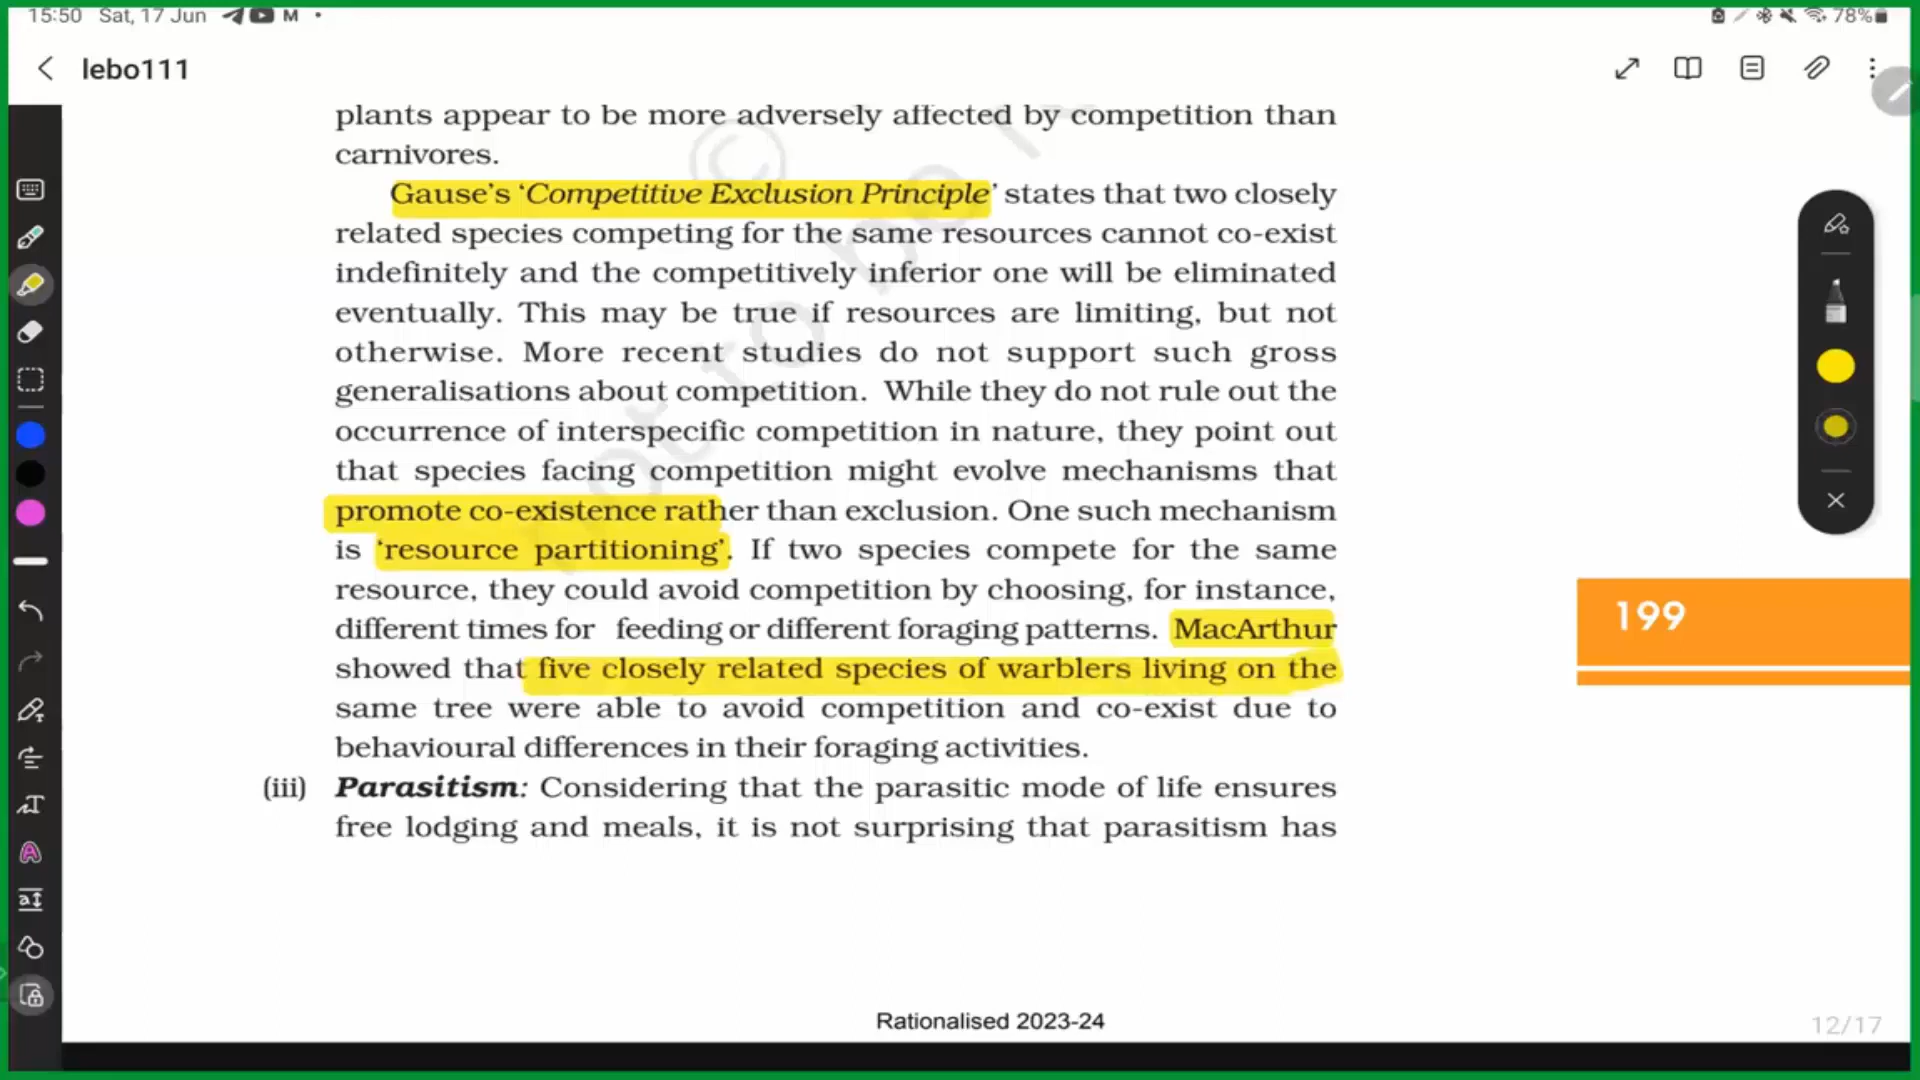 15:50 Sat, 17 Jun M •
78%
lebo111
plants appear to be more adversely affected by competition than
carnivores.
Gause's 'Competitive Exclusion Principle' states that two closely
related species competing for the same resources cannot co-exist
indefinitely and the competitively inferior one will be eliminated
eventually. This may be true if resources are limiting, but not
otherwise. More recent studies do not support such gross
generalisations about competition. While they do not rule out the
occurrence of interspecific competition in nature, they point out
that species facing competition might evolve mechanisms that
promote co-existence rather than exclusion. One such mechanism
is 'resource partitioning'. If two species compete for the same
resource, they could avoid competition by choosing, for instance,
different times for feeding or different foraging patterns. MacArthur
showed that five closely related species of warblers living on the
same tree were able to avoid competition and co-exist due to
behavioural differences in their foraging activities.
(iii) Parasitism: Considering that the parasitic mode of life ensures
free lodging and meals, it is not surprising that parasitism has
199
Rationalised 2023-24
12/17